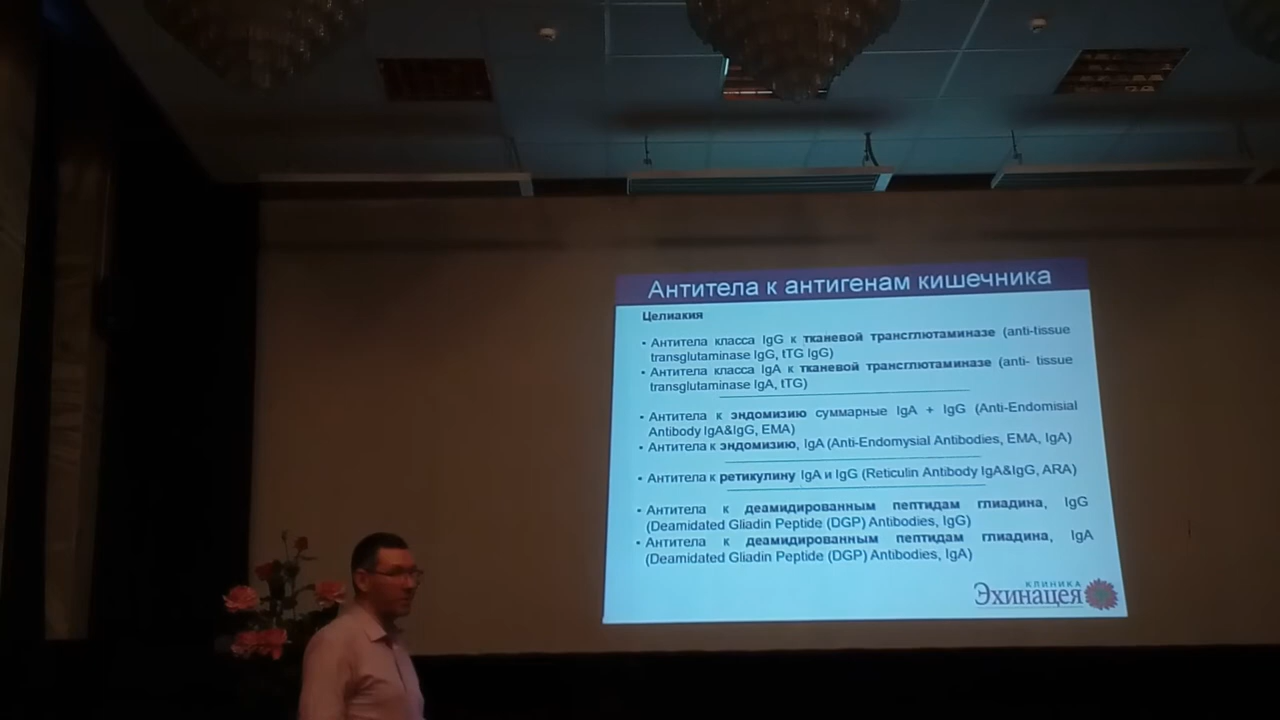 Антитела к антигенам кишечника
Целиакия
• Антитела класса IgG к тканевой трансглютаминазе (anti-tissue
transglutaminase IgG, tTG IgG)
• Антитела класса IgA к тканевой трансглютаминазе (anti- tissue
transglutaminase IgA, tTG)
• Антитела к эндомизию суммарные IgA + IgG (Anti-Endomisial
Antibody IgA&IgG, EMA)
• Антитела к эндомизию, IgA (Anti-Endomysial Antibodies, EMA, IgA)
• Антитела к ретикулину IgA и IgG (Reticulin Antibody IgA&IgG, ARA)
• Антитела к деамидированным пептидам глиадина, IgG
(Deamidated Gliadin Peptide (DGP) Antibodies, IgG)
• Антитела к деамидированным пептидам глиадина, IgA
(Deamidated Gliadin Peptide (DGP) Antibodies, IgA)
КЛИНИКА
Эхинацея